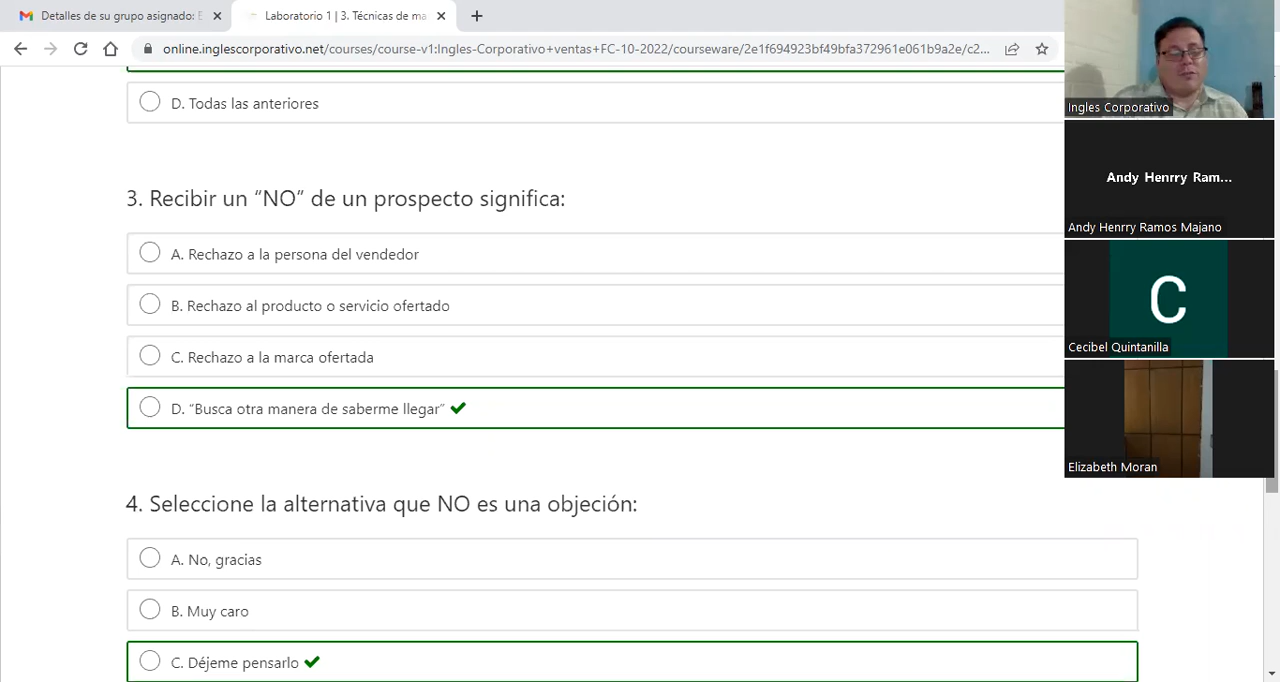 Detalles de su grupo asignado: E
Laboratorio 1 | 3. Técnicas de ma
online.inglescorporativo.net/courses/course-v1:Ingles-Corporativo+ventas+FC-10-2022/courseware/2e1f694923bf49bfa372961e061b9a2e/c2...
D. Todas las anteriores
3. Recibir un “NO” de un prospecto significa:
A. Rechazo a la persona del vendedor
B. Rechazo al producto o servicio ofertado
C. Rechazo a la marca ofertada
D. “Busca otra manera de saberme llegar”
4. Seleccione la alternativa que NO es una objeción:
A. No, gracias
B. Muy caro
C. Déjeme pensarlo
Ingles Corporativo
Andy Henrry Ram...
Andy Henrry Ramos Majano
C
Cecibel Quintanilla
Elizabeth Moran